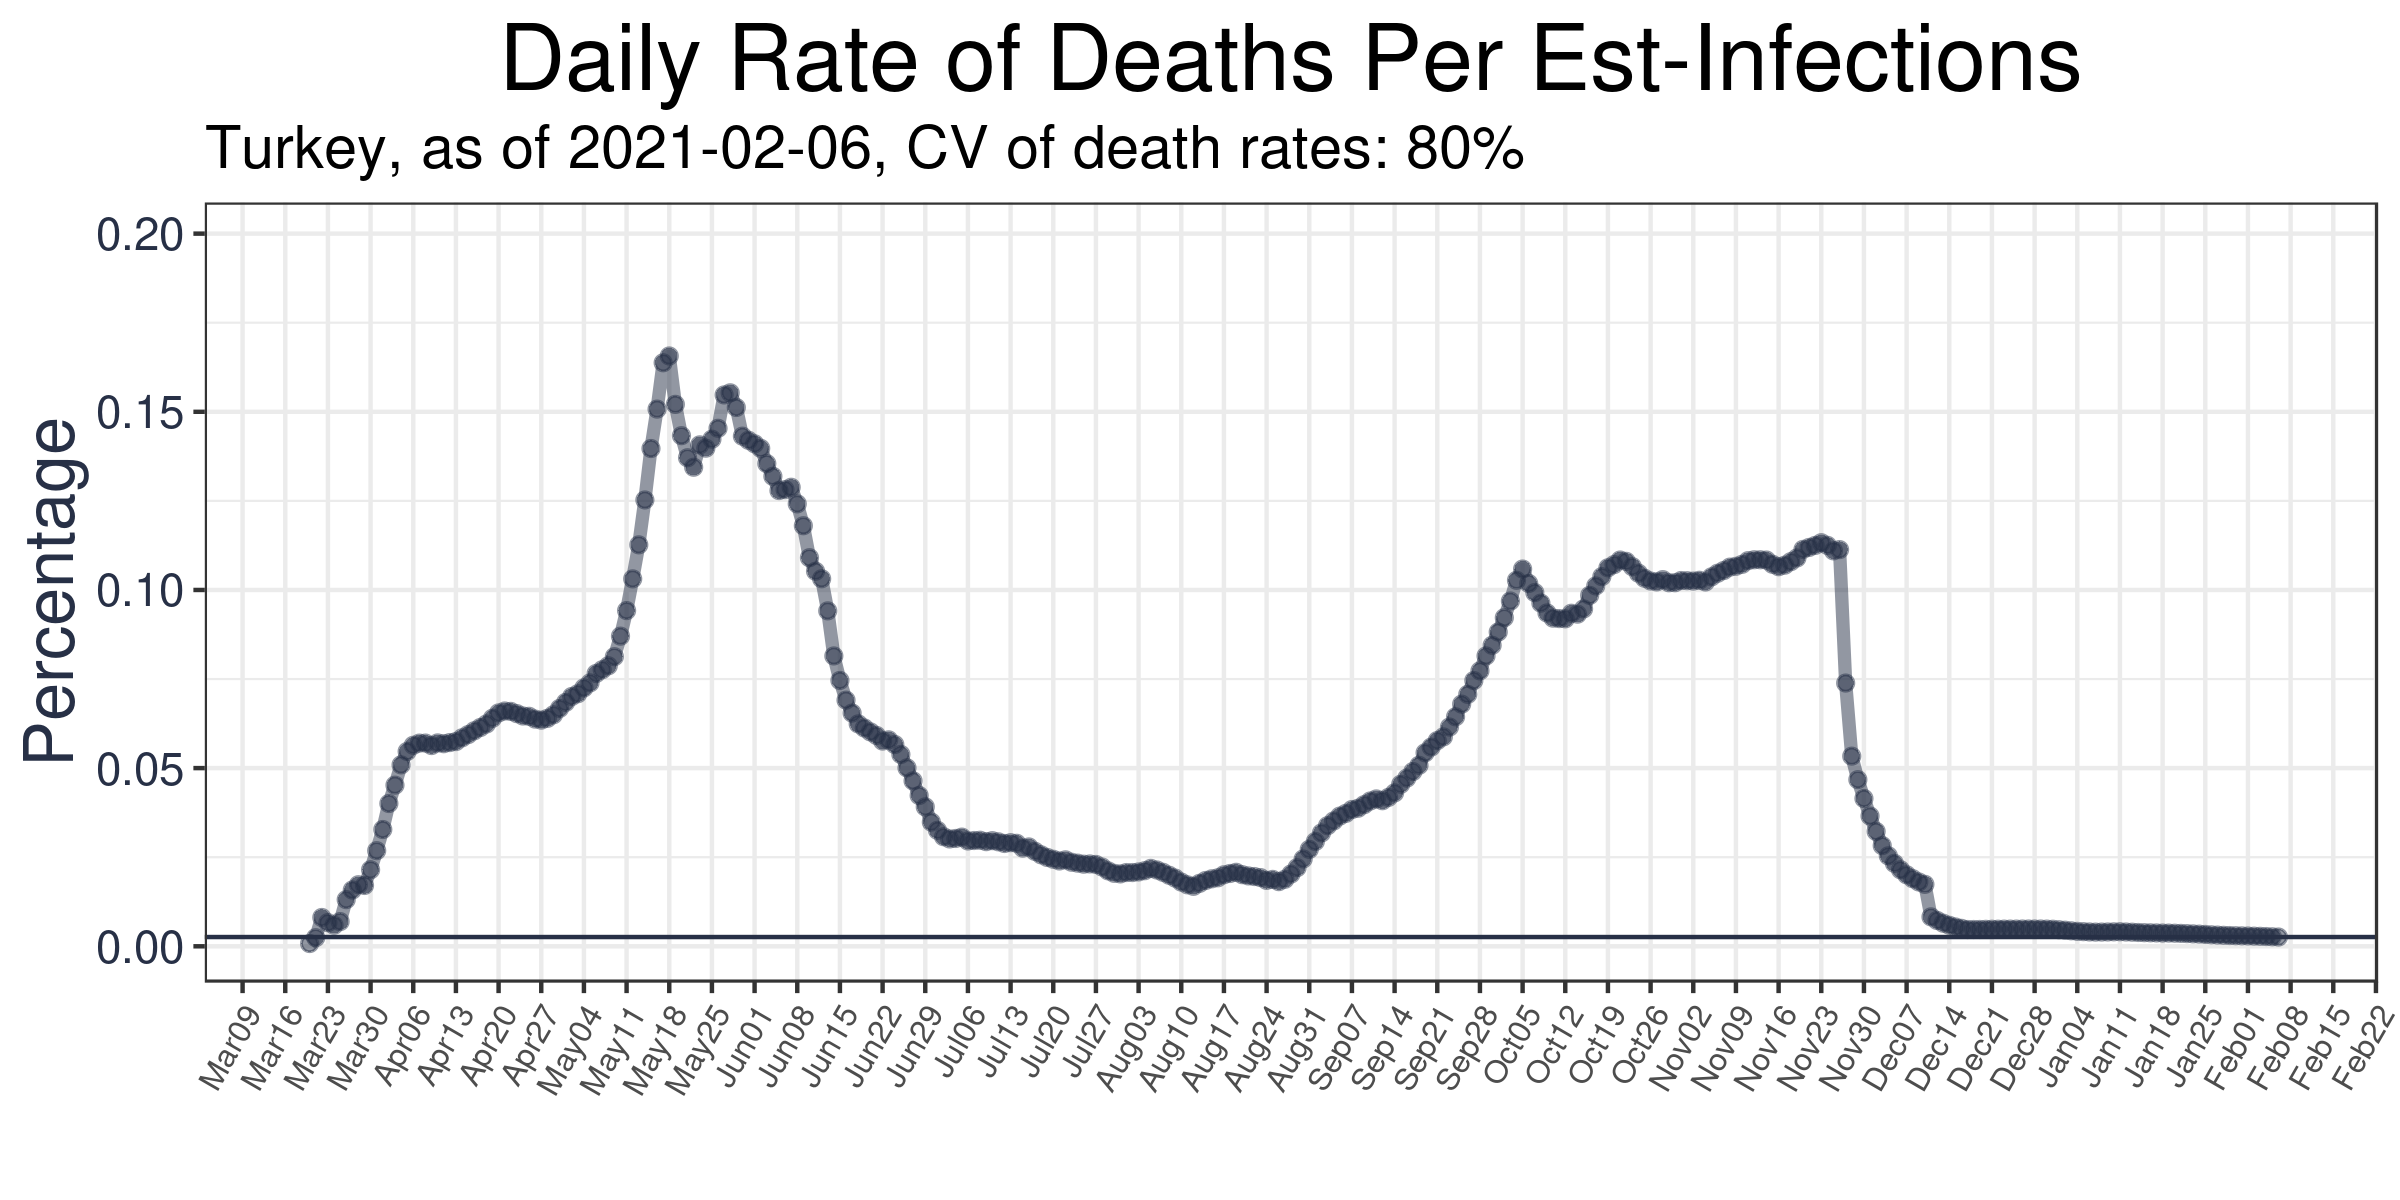 Daily Rate of Deaths Per Est-Infections
Turkey, as of 2021-02-06, CV of death rates: 80%
Percentage
0.20
0.15
0.10
0.05
0.00
Mar09
Mar16
Mar23
Mar30
Apr06
Apr13
Apr20
Apr27
May04
May11
May18
May25
Jun01
Jun08
Jun15
Jun22
Jun29
Jul06
Jul13
Jul20
Jul27
Aug03
Aug10
Aug17
Aug24
Aug31
Sep07
Sep14
Sep21
Sep28
Oct05
Oct12
Oct19
Oct26
Nov02
Nov09
Nov16
Nov23
Nov30
Dec07
Dec14
Dec21
Dec28
Jan04
Jan11
Jan18
Jan25
Feb01
Feb08
Feb15
Feb22